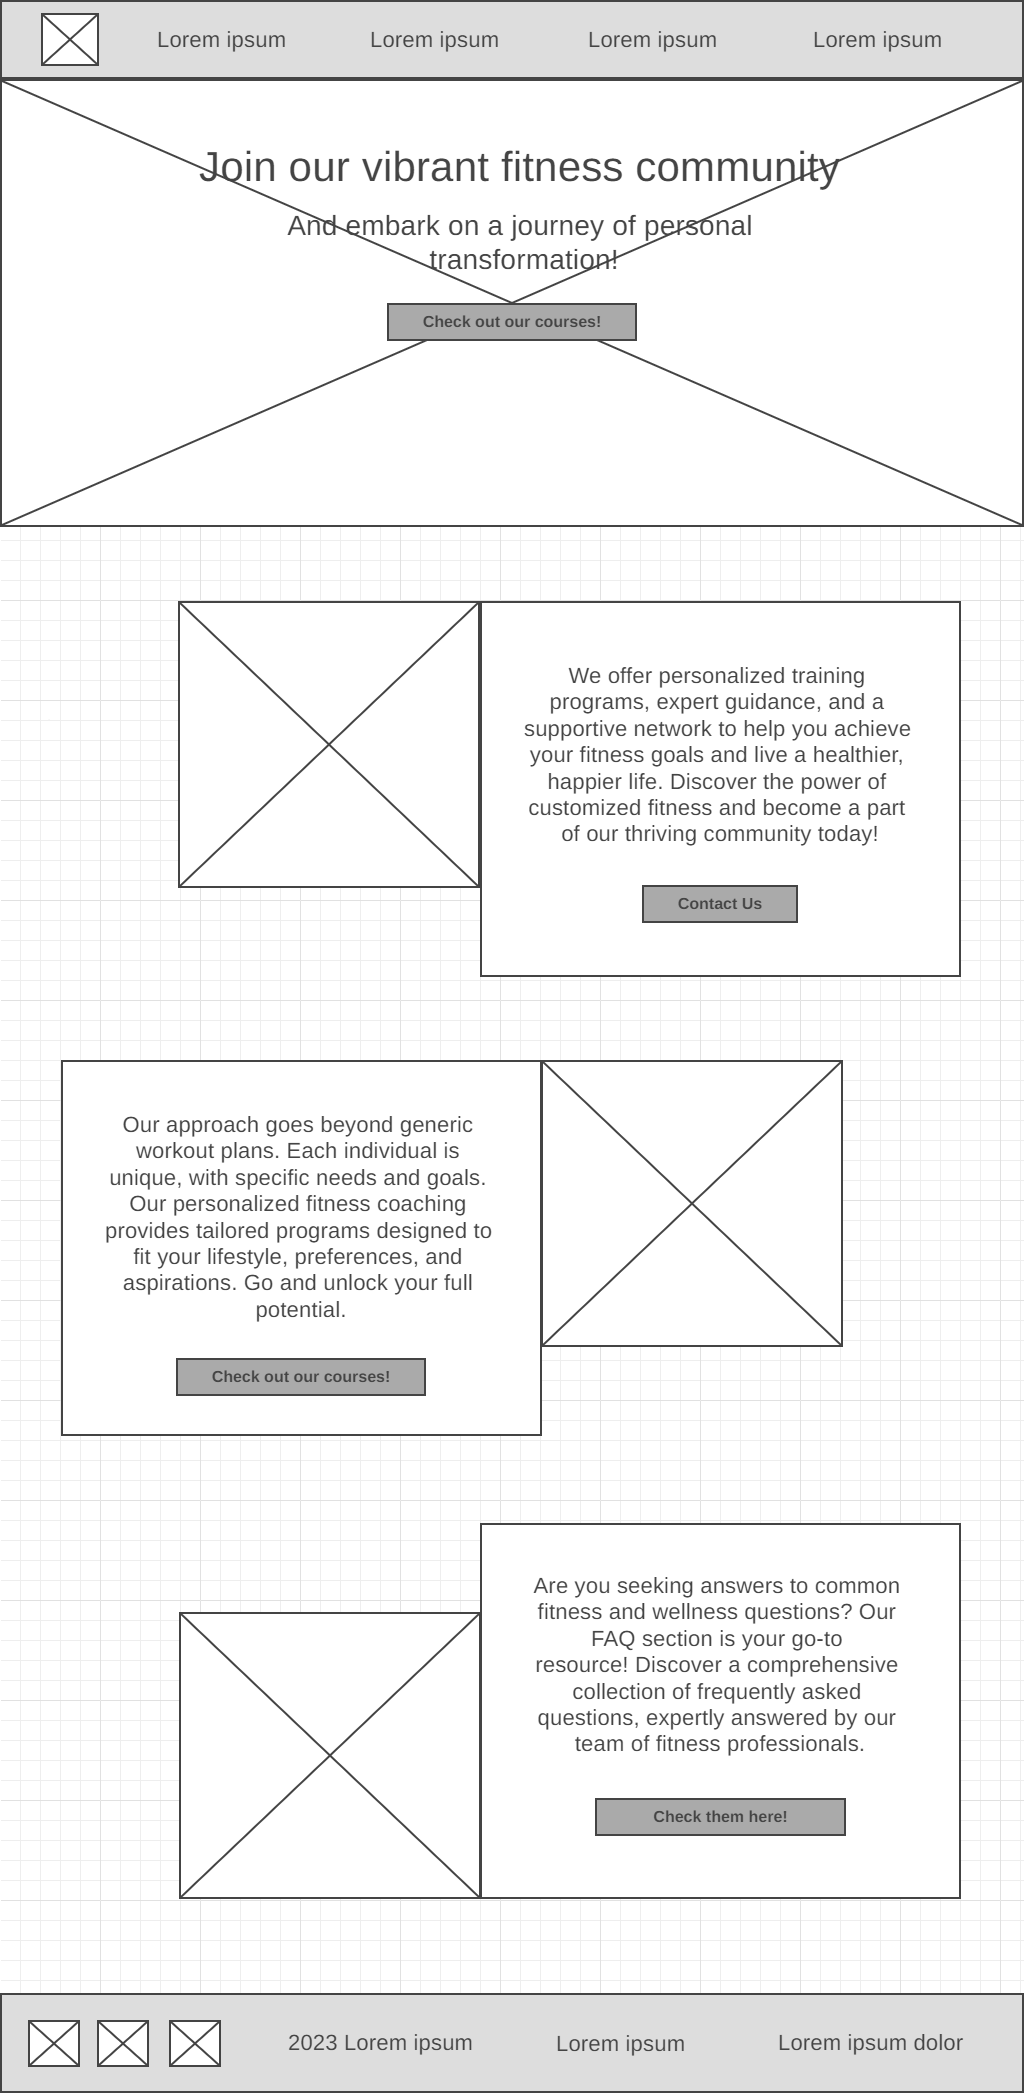 Lorem ipsum Lorem ipsum Lorem ipsum Lorem ipsum
Join our vibrant fitness community
And embark on a journey of personal
transformation!
Check out our courses!
We offer personalized training
programs, expert guidance, and a
supportive network to help you achieve
your fitness goals and live a healthier,
happier life. Discover the power of
customized fitness and become a part
of our thriving community today!
Contact Us
Our approach goes beyond generic
workout plans. Each individual is
unique, with specific needs and goals.
Our personalized fitness coaching
provides tailored programs designed to
fit your lifestyle, preferences, and
aspirations. Go and unlock your full
potential.
Check out our courses!
Are you seeking answers to common
fitness and wellness questions? Our
FAQ section is your go-to
resource! Discover a comprehensive
collection of frequently asked
questions, expertly answered by our
team of fitness professionals.
Check them here!
2023 Lorem ipsum Lorem ipsum Lorem ipsum dolor